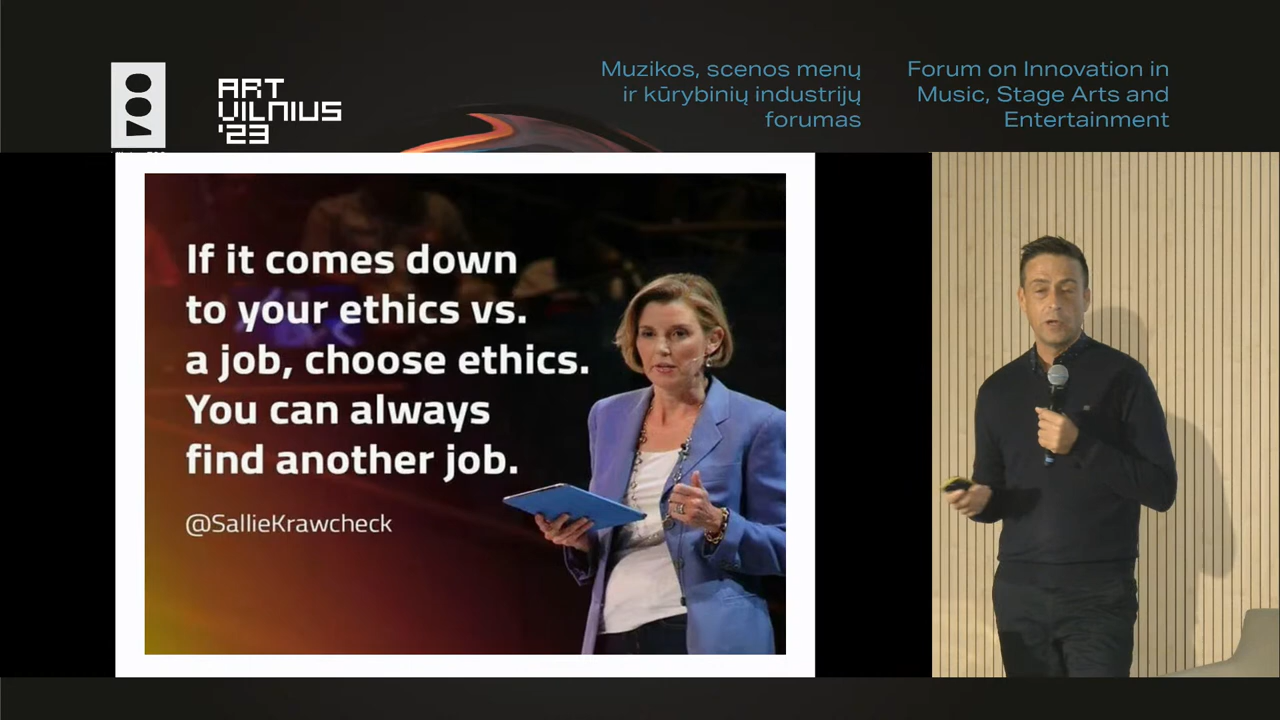 ART
VILNIUS
'23
Muzikos, scenos menų
ir kūrybinių industrijų
forumas
Forum on Innovation in
Music, Stage Arts and
Entertainment
If it comes down
to your ethics vs.
a job, choose ethics.
You can always
find another job.
@SallieKrawcheck